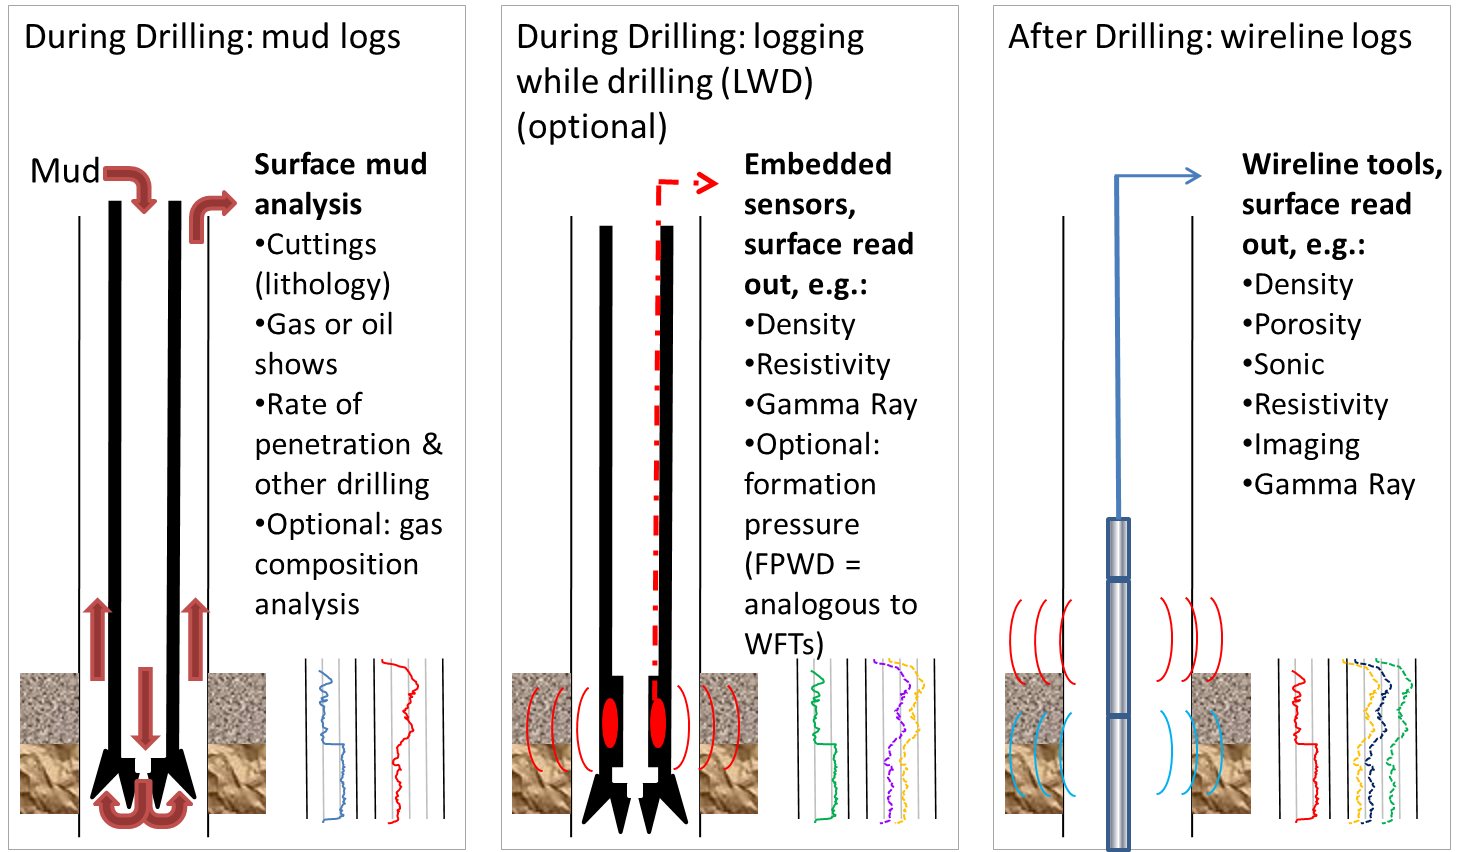 During Drilling: mud logs
Mud
Surface mud
analysis
•Cuttings
(lithology)
•Gas or oil
shows
•Rate of
penetration &
other drilling
•Optional: gas
composition
analysis
During Drilling: logging
while drilling (LWD)
(optional)
Embedded
sensors,
surface read
out, e.g.:
•Density
•Resistivity
•Gamma Ray
•Optional:
formation
pressure
(FPWD =
analogous to
WFTs)
After Drilling: wireline logs
Wireline tools,
surface read
out, e.g.:
•Density
•Porosity
•Sonic
•Resistivity
•Imaging
•Gamma Ray